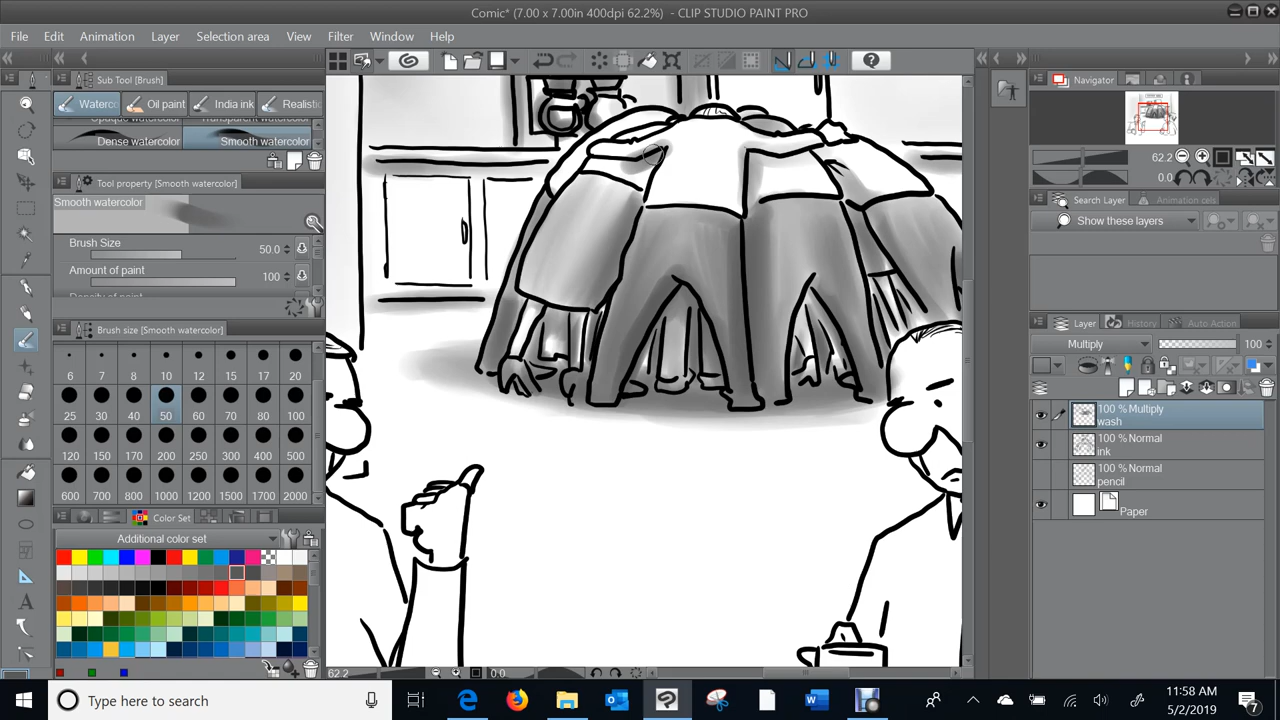 Comic* (7.00 x 7.00in 400dpi 62.2%) - CLIP STUDIO PAINT PRO
File Edit Animation Layer Selection area View Filter Window Help
Sub Tool [Brush]
Waterc Oil paint India ink Realisti
Opaque watercolor Transparent watercolor
Dense watercolor Smooth watercolor
Tool property [Smooth watercolor]
Smooth watercolor
Brush Size 50.0
Amount of paint 100
Brush size [Smooth watercolor]
6 7 8 10 12 15 17 20
25 30 40 50 60 70 80 100
120 150 170 200 250 300 400 500
600 700 800 1000 1200 1500 1700 2000
Color Set
Additional color set
62.2 0.0
Navigator
62.2
0.0
Search Layer Animation cels
Show these layers
Layer History Auto Action
Multiply 100
100 % Multiply
wash
100 % Normal
ink
100 % Normal
pencil
Paper
Type here to search
11:58 AM
5/2/2019
7